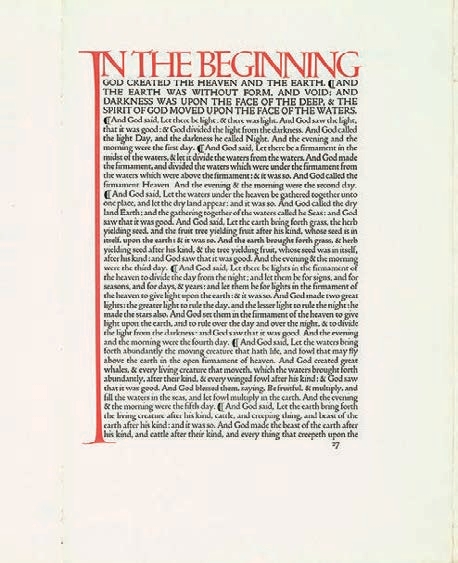 IN THE BEGINNING
GOD CREATED THE HEAVEN AND THE EARTH. ¶ AND
THE EARTH WAS WITHOUT FORM, AND VOID; AND
DARKNESS WAS UPON THE FACE OF THE DEEP, & THE
SPIRIT OF GOD MOVED UPON THE FACE OF THE WATERS.
¶ And God said, Let there be light: & there was light. And God saw the light,
that it was good: & God divided the light from the darkness. And God called
the light Day, and the darkness he called Night. And the evening and the
morning were the first day. ¶ And God said, Let there be a firmament in the
midst of the waters, & let it divide the waters from the waters. And God made
the firmament, and divided the waters which were under the firmament from
the waters which were above the firmament: & it was so. And God called the
firmament Heaven. And the evening & the morning were the second day.
¶ And God said, Let the waters under the heaven be gathered together unto
one place, and let the dry land appear: and it was so. And God called the dry
land Earth; and the gathering together of the waters called he Seas: and God
saw that it was good. And God said, Let the earth bring forth grass, the herb
yielding seed, and the fruit tree yielding fruit after his kind, whose seed is in
itself, upon the earth: & it was so. And the earth brought forth grass, & herb
yielding seed after his kind, & the tree yielding fruit, whose seed was in itself,
after his kind: and God saw that it was good. And the evening & the morning
were the third day. ¶ And God said, Let there be lights in the firmament of
the heaven to divide the day from the night; and let them be for signs, and for
seasons, and for days, & years: and let them be for lights in the firmament of
the heaven to give light upon the earth: & it was so. And God made two great
lights; the greater light to rule the day, and the lesser light to rule the night: he
made the stars also. And God set them in the firmament of the heaven to give
light upon the earth, and to rule over the day and over the night, & to divide
the light from the darkness: and God saw that it was good. And the evening
and the morning were the fourth day. ¶ And God said, Let the waters bring
forth abundantly the moving creature that hath life, and fowl that may fly
above the earth in the open firmament of heaven. And God created great
whales, & every living creature that moveth, which the waters brought forth
abundantly, after their kind, & every winged fowl after his kind: & God saw
that it was good. And God blessed them, saying, Be fruitful, & multiply, and
fill the waters in the seas, and let fowl multiply in the earth. And the evening
& the morning were the fifth day. ¶ And God said, Let the earth bring forth
the living creature after his kind, cattle, and creeping thing, and beast of the
earth after his kind: and it was so. And God made the beast of the earth after
his kind, and cattle after their kind, and every thing that creepeth upon the
27